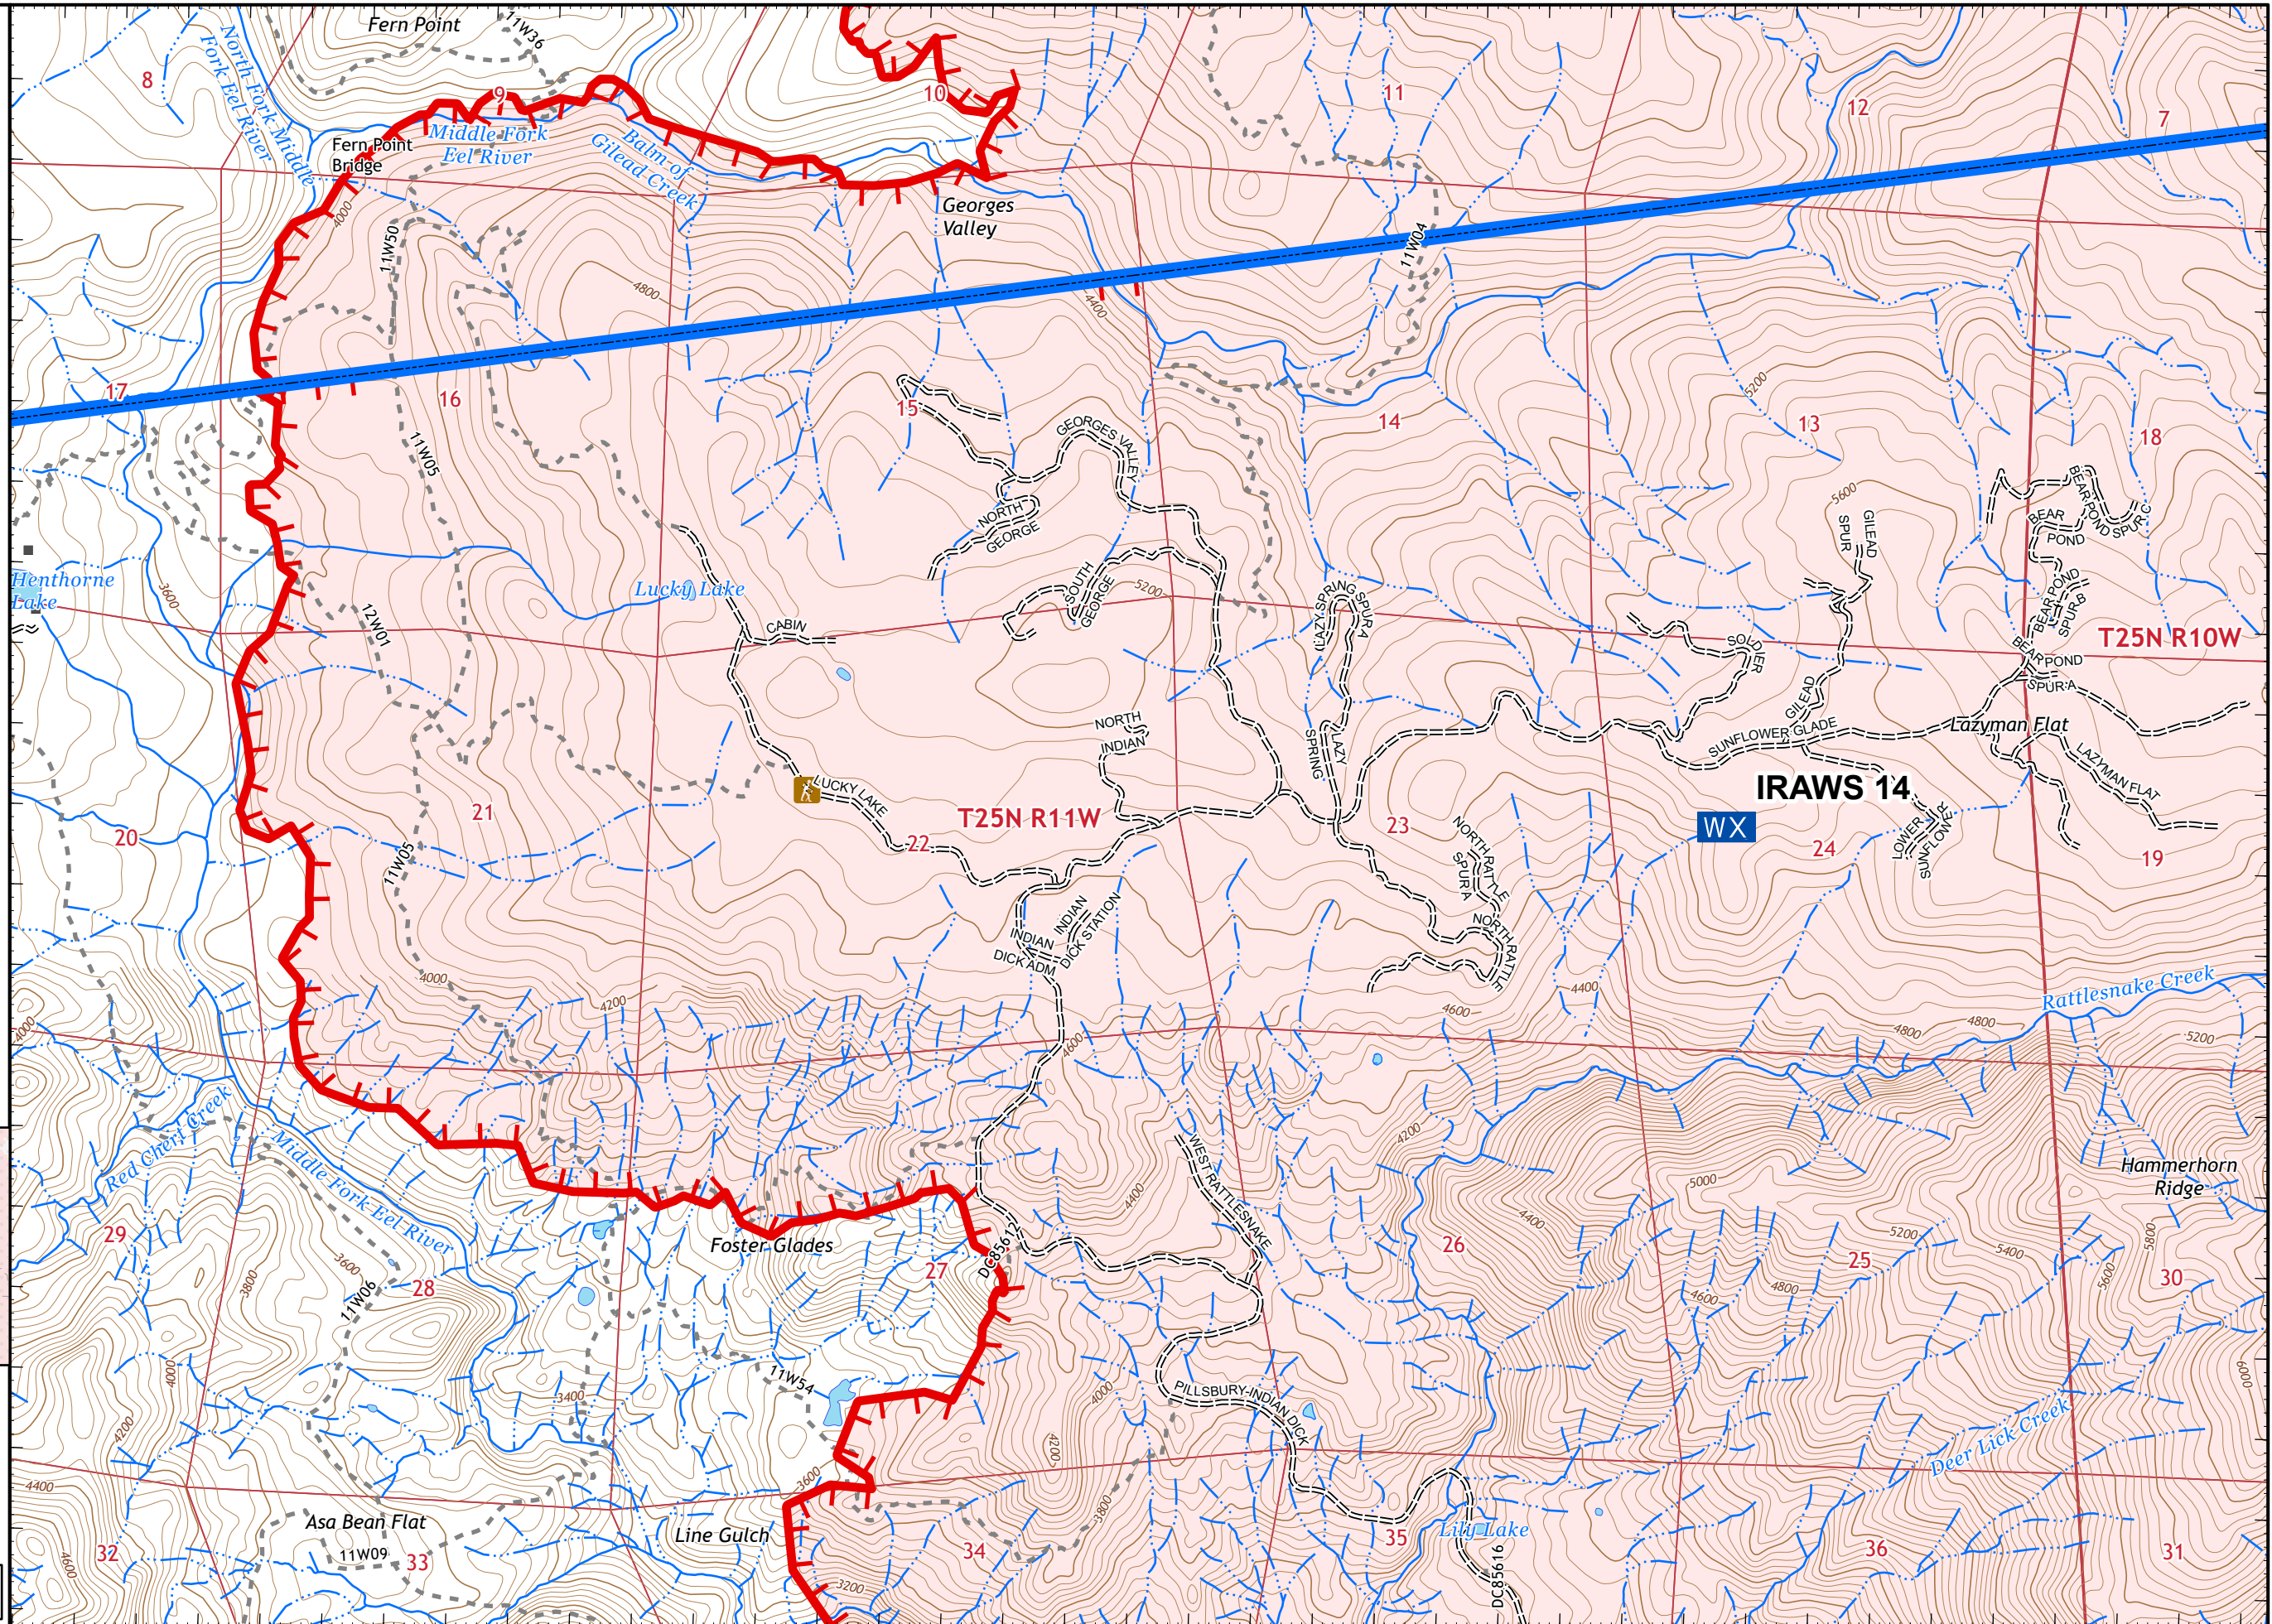 Fern Point
11W36
8
North Fork Middle
Fork Eel River
9
10
11
12
7
Fern Point
Bridge
Middle Fork
Eel River
Balm of
Gilead Creek
Georges
Valley
4000
11W50
11W04
4800
4400
17
16
15
14
13
18
5200
11W05
GEORGES VALLEY
NORTH
GEORGE
5600
GILEAD
SPUR
BEAR POND SPUR C
BEAR
POND
Henthorne
Lake
3600
Lucky Lake
SOUTH
GEORGE
5200
LAZY SPRING SPUR A
BEAR POND
SPUR B
12W01
CABIN
SOLDIER
T25N R10W
BEAR POND
SPUR A
GILEAD
NORTH
INDIAN
LAZY
SPRING
SUNFLOWER GLADE
Lazyman Flat
LAZYMAN FLAT
IRAWS 14
LUCKY LAKE
T25N R11W
WX
20
21
22
23
24
19
LOWER
SUNFLOWER
11W05
NORTH RATTLE
SPUR A
NORTH RATTLE
INDIAN
DICK STATION
INDIAN
DICK ADM
4000
4200
4600
4400
4600
4800
4800
5200
Rattlesnake Creek
4000
Red Chert Creek
Middle Fork Eel River
4200
WEST RATTLESNAKE
Hammerhorn
Ridge
5000
4400
4400
29
Foster Glades
DC85612
27
26
25
30
5200
5400
5800
5600
3600
3800
28
11W06
4800
4600
4000
6000
11W54
3400
4000
PILLSBURY-INDIAN DICK
4200
4200
Deer Lick Creek
4400
3600
3800
Asa Bean Flat
11W09
Line Gulch
Lily Lake
32
33
34
35
36
31
4600
3200
DC85616